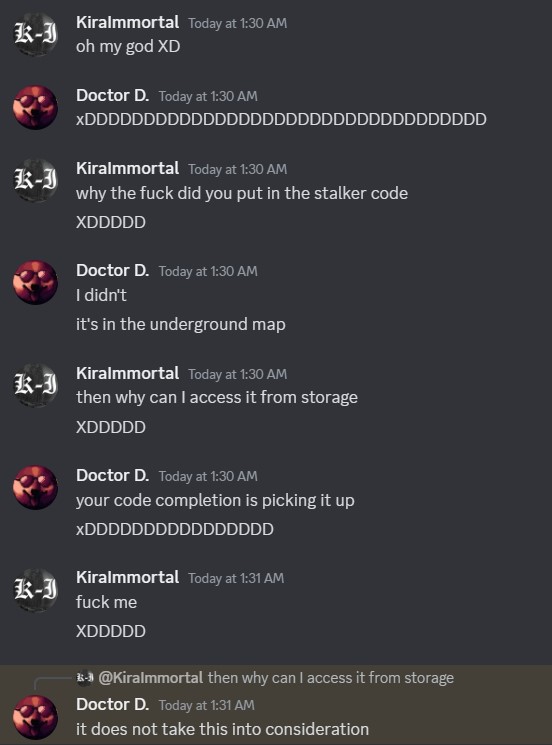 K-I KiraImmortal Today at 1:30 AM
oh my god XD
Doctor D. Today at 1:30 AM
xDDDDDDDDDDDDDDDDDDDDDDDDDDDDDDDDDD
K-I KiraImmortal Today at 1:30 AM
why the fuck did you put in the stalker code
XDDDDD
Doctor D. Today at 1:30 AM
I didn't
it's in the underground map
K-I KiraImmortal Today at 1:30 AM
then why can I access it from storage
XDDDDD
Doctor D. Today at 1:30 AM
your code completion is picking it up
xDDDDDDDDDDDDDDDD
K-I KiraImmortal Today at 1:31 AM
fuck me
XDDDDD
K-I @KiraImmortal then why can I access it from storage
Doctor D. Today at 1:31 AM
it does not take this into consideration